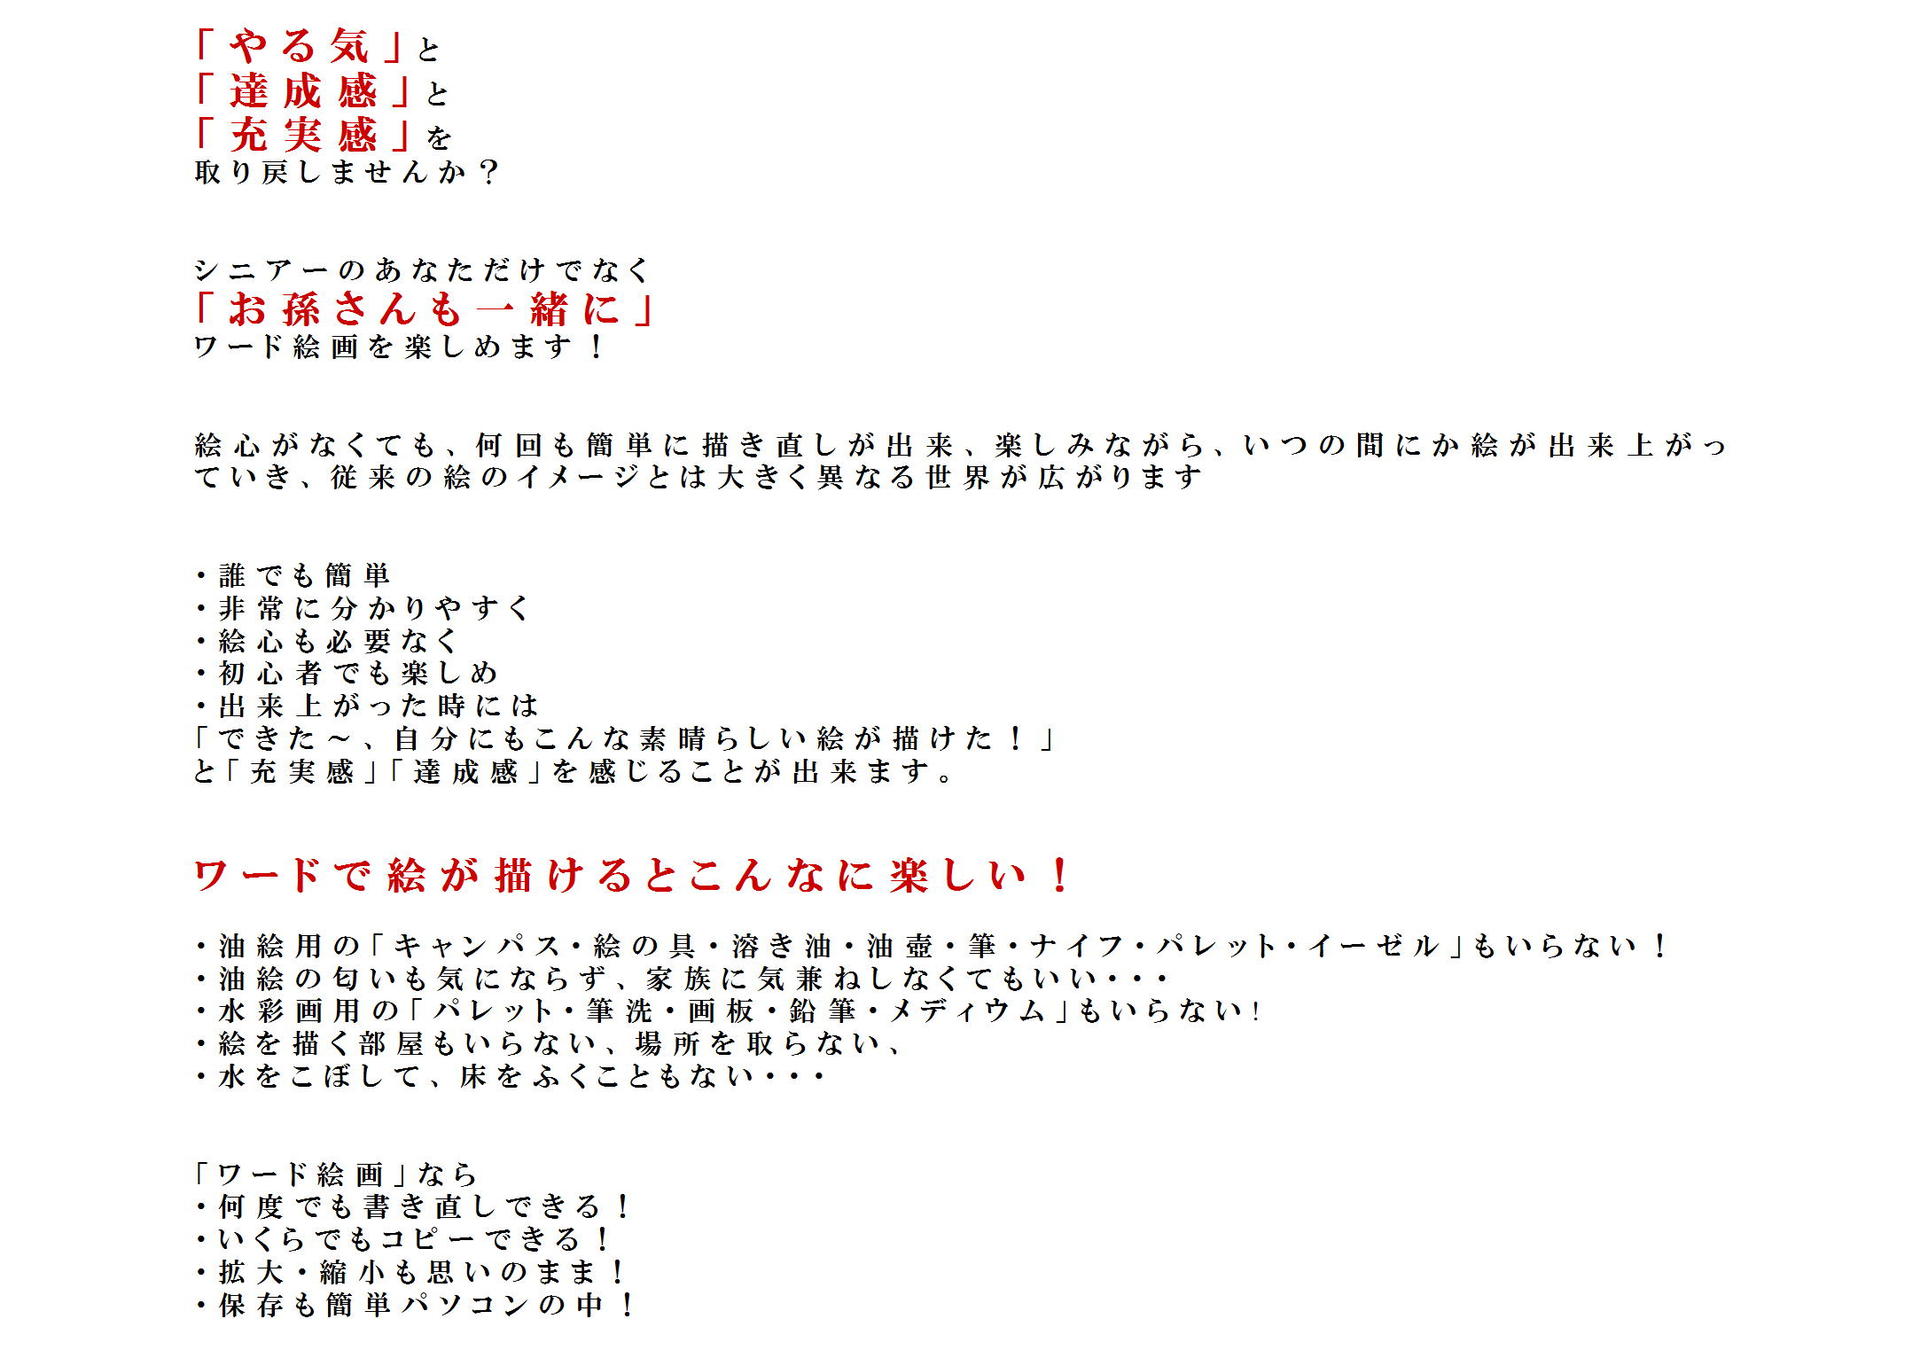 「やる気」と
「達成感」と
「充実感」を
取り戻しませんか？
シニアーのあなただけでなく
「お孫さんも一緒に」
ワード絵画を楽しめます！
絵心がなくても、何回も簡単に描き直しが出来、楽しみながら、いつの間にか絵が出来上がっ
ていき、従来の絵のイメージとは大きく異なる世界が広がります
・誰でも簡単
・非常に分かりやすく
・絵心も必要なく
・初心者でも楽しめ
・出来上がった時には
「できた～、自分にもこんな素晴らしい絵が描けた！」
と「充実感」「達成感」を感じることが出来ます。
ワードで絵が描けるとこんなに楽しい！
・油絵用の「キャンパス・絵の具・溶き油・油壺・筆・ナイフ・パレット・イーゼル」もいらない！
・油絵の匂いも気にならず、家族に気兼ねしなくてもいい・・・
・水彩画用の「パレット・筆洗・画板・鉛筆・メディウム」もいらない!
・絵を描く部屋もいらない、場所を取らない、
・水をこぼして、床をふくこともない・・・
「ワード絵画」なら
・何度でも書き直しできる！
・いくらでもコピーできる！
・拡大・縮小も思いのまま！
・保存も簡単パソコンの中！